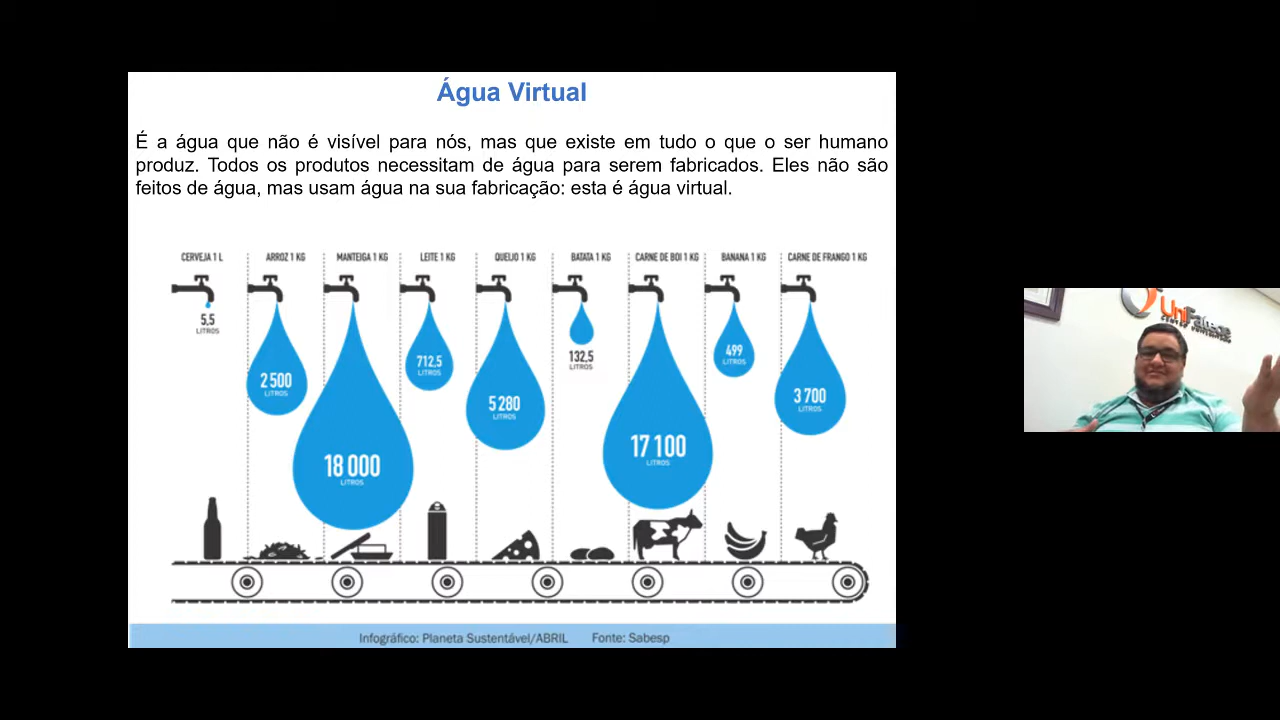 Água Virtual
É a água que não é visível para nós, mas que existe em tudo o que o ser humano
produz. Todos os produtos necessitam de água para serem fabricados. Eles não são
feitos de água, mas usam água na sua fabricação: esta é água virtual.
CERVEJA 1 L
ARROZ 1 KG
MANTEIGA 1 KG
LEITE 1 KG
QUEIJO 1 KG
BATATA 1 KG
CARNE DE BOI 1 KG
BANANA 1 KG
CARNE DE FRANGO 1 KG
5,5
LITROS
2 500
LITROS
18 000
LITROS
712,5
LITROS
5 280
LITROS
132,5
LITROS
17 100
LITROS
499
LITROS
3 700
LITROS
Infográfico: Planeta Sustentável/ABRIL Fonte: Sabesp
UniFatecie
CENTRO UNIVERSITÁRIO